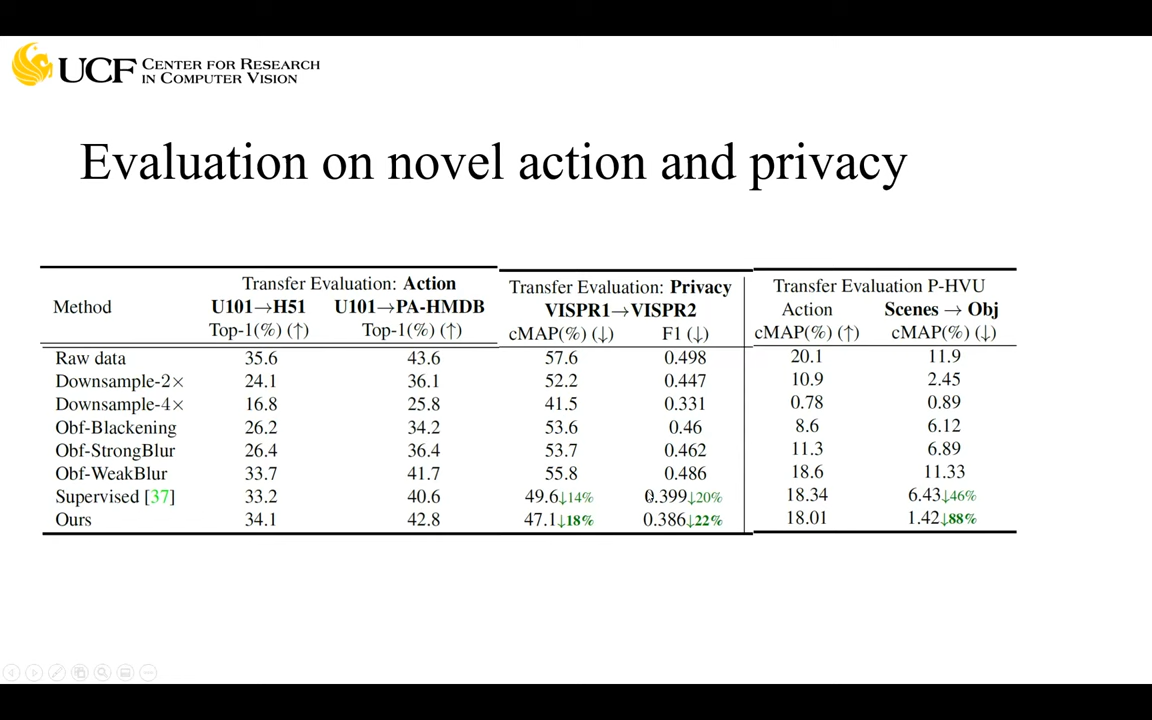 UCF CENTER FOR RESEARCH
IN COMPUTER VISION
Evaluation on novel action and privacy
Transfer Evaluation: Action Transfer Evaluation: Privacy Transfer Evaluation P-HVU
Method U101→H51 U101→PA-HMDB VISPR1→VISPR2 Action Scenes → Obj
Top-1(%) (↑) Top-1(%) (↑) cMAP(%) (↓) F1 (↓) cMAP(%) (↑) cMAP(%) (↓)
Raw data 35.6 43.6 57.6 0.498 20.1 11.9
Downsample-2× 24.1 36.1 52.2 0.447 10.9 2.45
Downsample-4× 16.8 25.8 41.5 0.331 0.78 0.89
Obf-Blackening 26.2 34.2 53.6 0.46 8.6 6.12
Obf-StrongBlur 26.4 36.4 53.7 0.462 11.3 6.89
Obf-WeakBlur 33.7 41.7 55.8 0.486 18.6 11.33
Supervised [37] 33.2 40.6 49.6↓14% 0.399↓20% 18.34 6.43↓46%
Ours 34.1 42.8 47.1↓18% 0.386↓22% 18.01 1.42↓88%